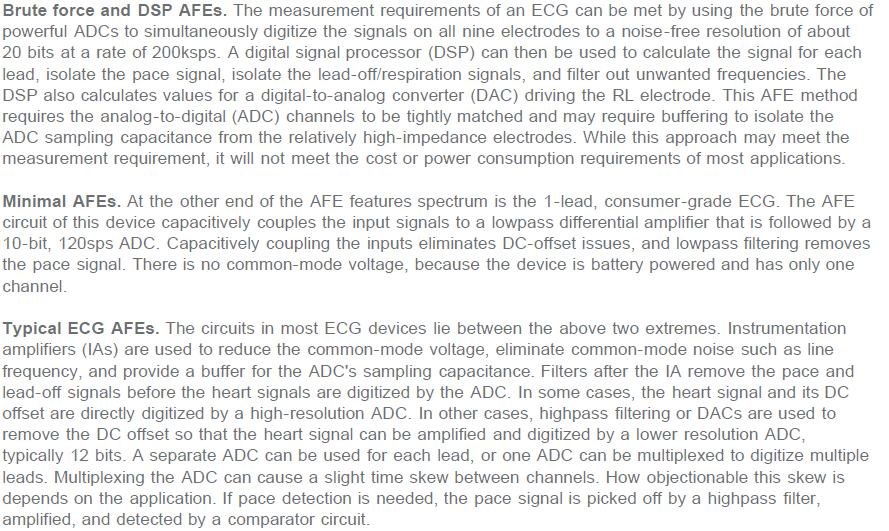 Brute force and DSP AFEs. The measurement requirements of an ECG can be met by using the brute force of
powerful ADCs to simultaneously digitize the signals on all nine electrodes to a noise-free resolution of about
20 bits at a rate of 200ksps. A digital signal processor (DSP) can then be used to calculate the signal for each
lead, isolate the pace signal, isolate the lead-off/respiration signals, and filter out unwanted frequencies. The
DSP also calculates values for a digital-to-analog converter (DAC) driving the RL electrode. This AFE method
requires the analog-to-digital (ADC) channels to be tightly matched and may require buffering to isolate the
ADC sampling capacitance from the relatively high-impedance electrodes. While this approach may meet the
measurement requirement, it will not meet the cost or power consumption requirements of most applications.
Minimal AFEs. At the other end of the AFE features spectrum is the 1-lead, consumer-grade ECG. The AFE
circuit of this device capacitively couples the input signals to a lowpass differential amplifier that is followed by a
10-bit, 120sps ADC. Capacitively coupling the inputs eliminates DC-offset issues, and lowpass filtering removes
the pace signal. There is no common-mode voltage, because the device is battery powered and has only one
channel.
Typical ECG AFEs. The circuits in most ECG devices lie between the above two extremes. Instrumentation
amplifiers (IAs) are used to reduce the common-mode voltage, eliminate common-mode noise such as line
frequency, and provide a buffer for the ADC's sampling capacitance. Filters after the IA remove the pace and
lead-off signals before the heart signals are digitized by the ADC. In some cases, the heart signal and its DC
offset are directly digitized by a high-resolution ADC. In other cases, highpass filtering or DACs are used to
remove the DC offset so that the heart signal can be amplified and digitized by a lower resolution ADC,
typically 12 bits. A separate ADC can be used for each lead, or one ADC can be multiplexed to digitize multiple
leads. Multiplexing the ADC can cause a slight time skew between channels. How objectionable this skew is
depends on the application. If pace detection is needed, the pace signal is picked off by a highpass filter,
amplified, and detected by a comparator circuit.